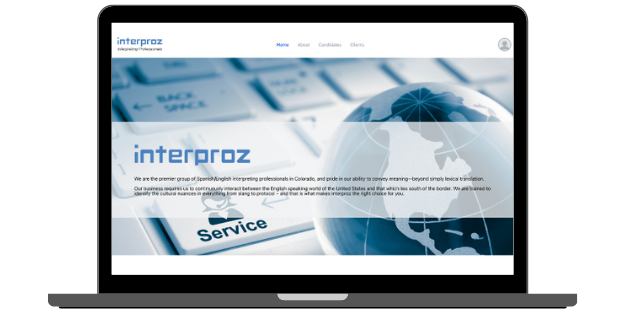 interproz
Interpreting Professionals
Home About Candidates Clients
BACK
SPACE
interproz
We are the premier group of Spanish/English interpreting professionals in Colorado, and pride in our ability to convey meaning—beyond simply lexical translation.
Our business requires us to continuously interact between the English speaking world of the United States and that which lies south of the border. We are trained to
identify the cultural nuances in everything from slang to protocol – and that is what makes interproz the right choice for you.
Service